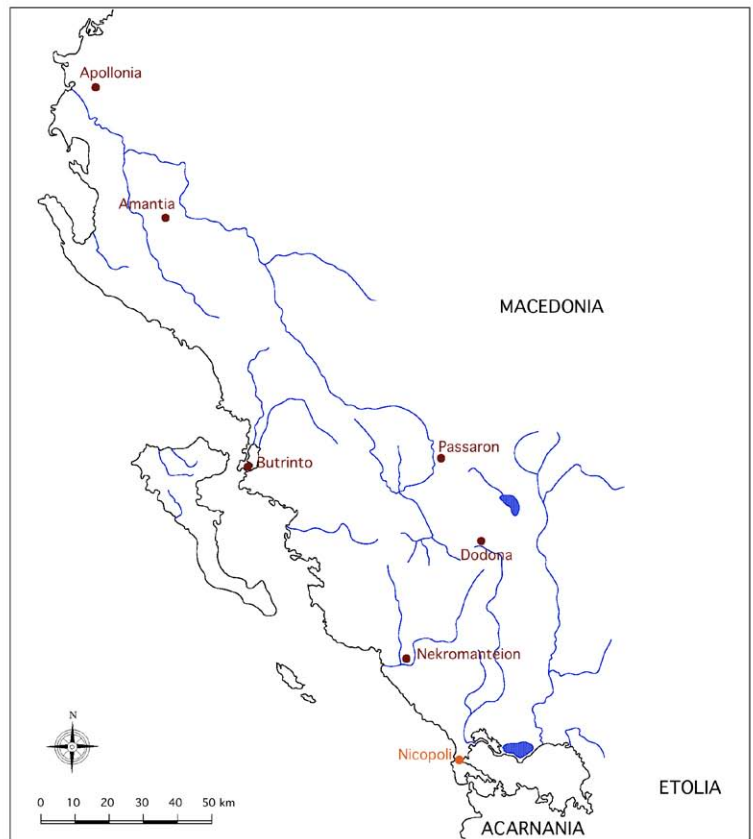 Apollonia
Amantia
MACEDONIA
Passaron
Butrinto
Dodona
Nekromanteion
N
Nicopoli
ETOLIA
0 10 20 30 40 50 km
ACARNANIA